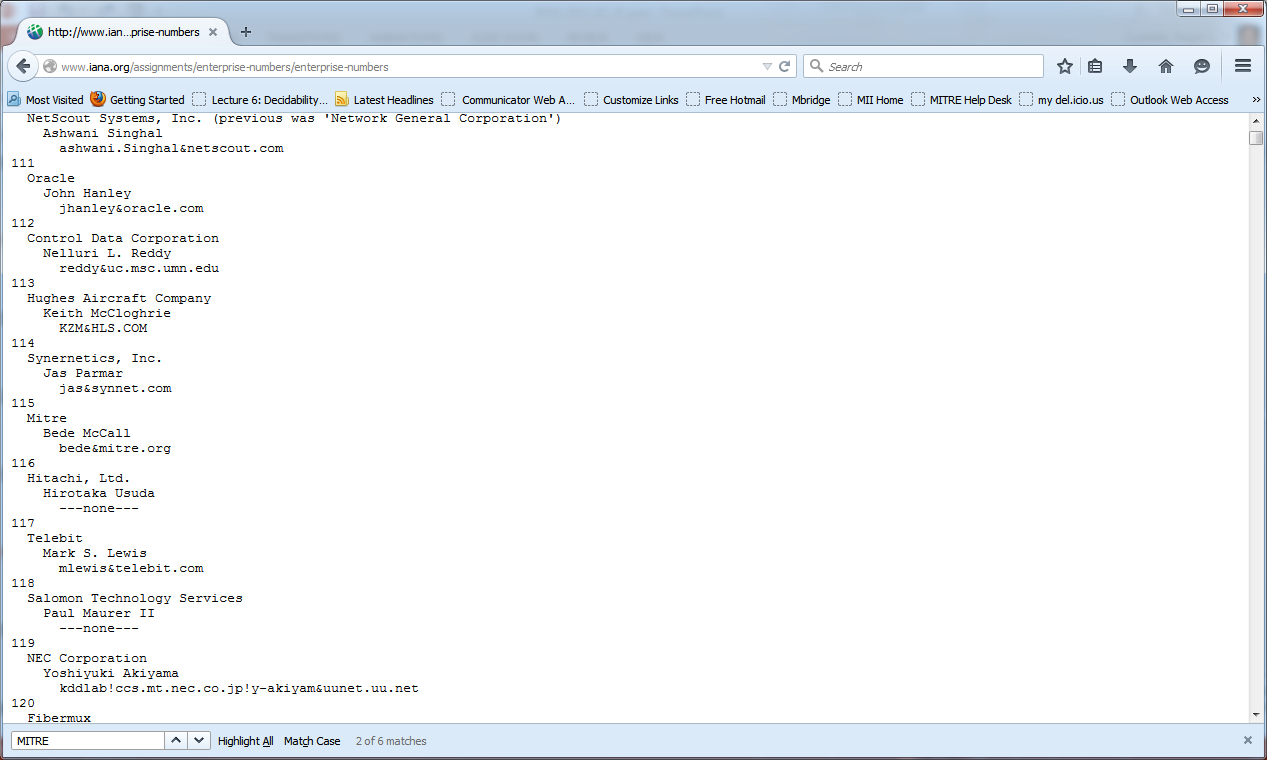 http://www.ian...prise-numbers
www.iana.org/assignments/enterprise-numbers/enterprise-numbers
Search
Most Visited Getting Started Lecture 6: Decidability... Latest Headlines Communicator Web A... Customize Links Free Hotmail Mbridge MII Home MITRE Help Desk my del.icio.us Outlook Web Access
NetScout Systems, Inc. (previous was 'Network General Corporation')
Ashwani Singhal
ashwani.Singhal&netscout.com
111
Oracle
John Hanley
jhanley&oracle.com
112
Control Data Corporation
Nelluri L. Reddy
reddy&uc.msc.umn.edu
113
Hughes Aircraft Company
Keith McCloghrie
KZM&HLS.COM
114
Synernetics, Inc.
Jas Parmar
jas&synnet.com
115
Mitre
Bede McCall
bede&mitre.org
116
Hitachi, Ltd.
Hirotaka Usuda
---none---
117
Telebit
Mark S. Lewis
mlewis&telebit.com
118
Salomon Technology Services
Paul Maurer II
---none---
119
NEC Corporation
Yoshiyuki Akiyama
kddlab!ccs.mt.nec.co.jp!y-akiyam&uunet.uu.net
120
Fibermux
MITRE Highlight All Match Case 2 of 6 matches